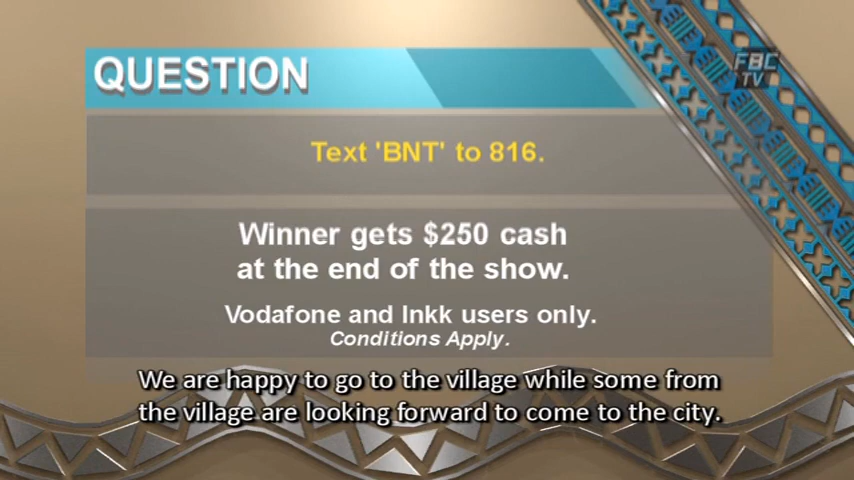 QUESTION
FBC
TV
Text 'BNT' to 816.
Winner gets $250 cash
at the end of the show.
Vodafone and Inkk users only.
Conditions Apply.
We are happy to go to the village while some from
the village are looking forward to come to the city.